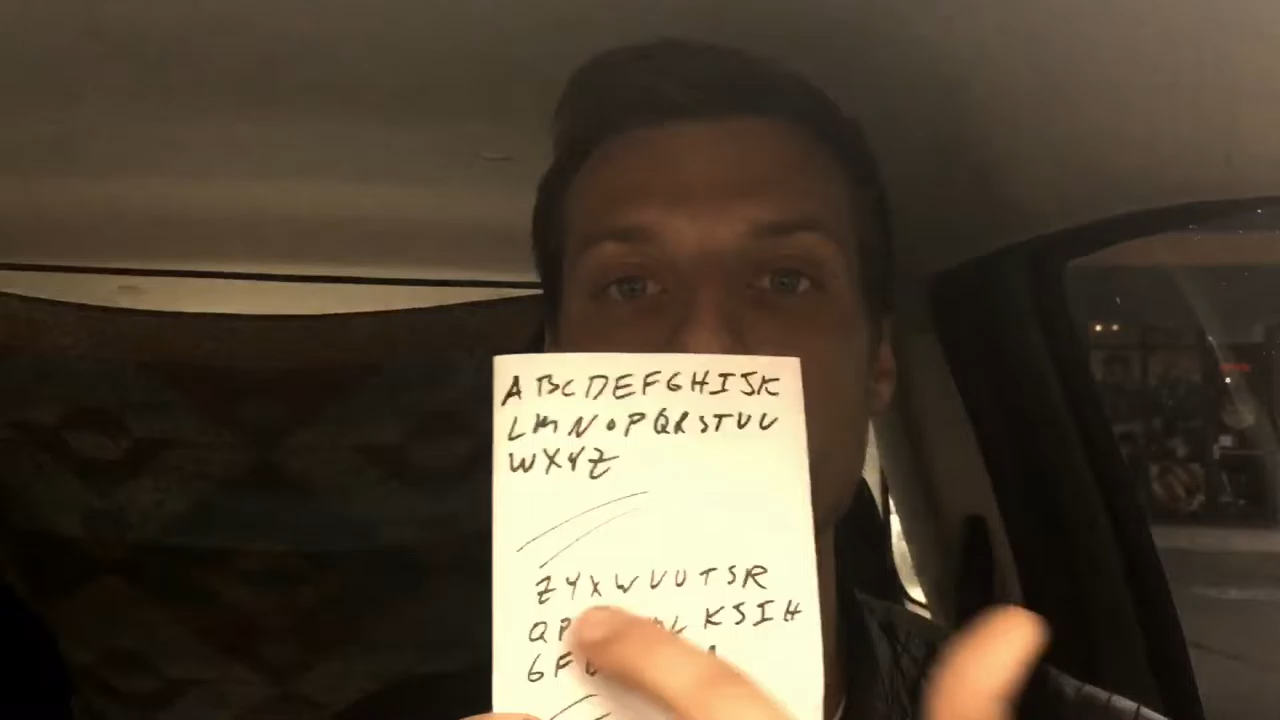 ABCDEFGHIJK
LMNOPQRSTUV
WXYZ
ZYXWVUTSR
QP L KJIH
GF